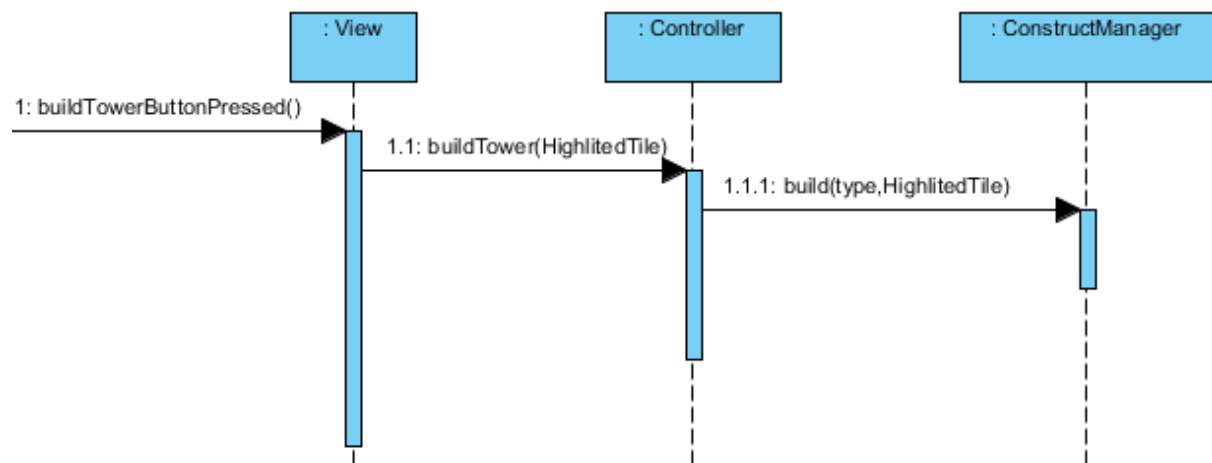 : View
: Controller
: ConstructManager
1: buildTowerButtonPressed()
1.1: buildTower(HighlitedTile)
1.1.1: build(type,HighlitedTile)